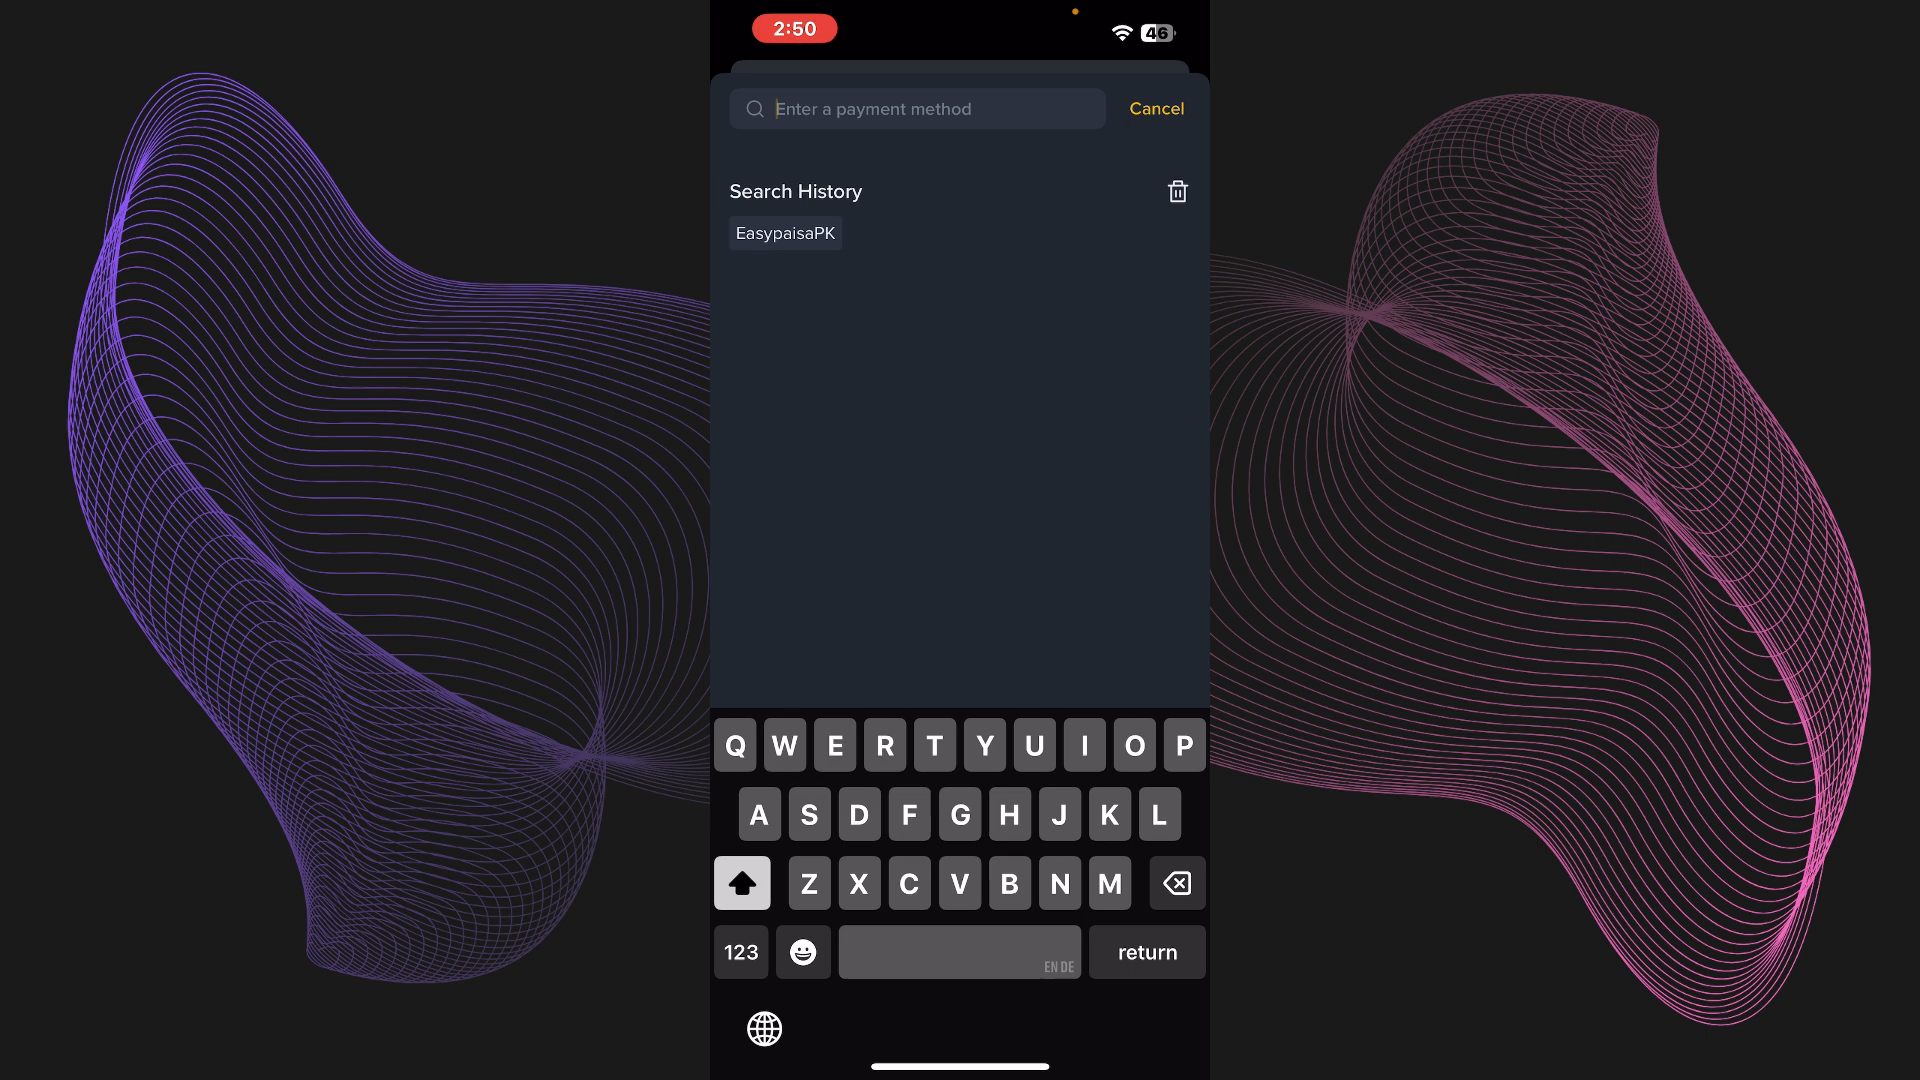 2:50
46
Enter a payment method
Cancel
Search History
EasypaisaPK
Q W E R T Y U I O P
A S D F G H J K L
Z X C V B N M
123
EN DE
return